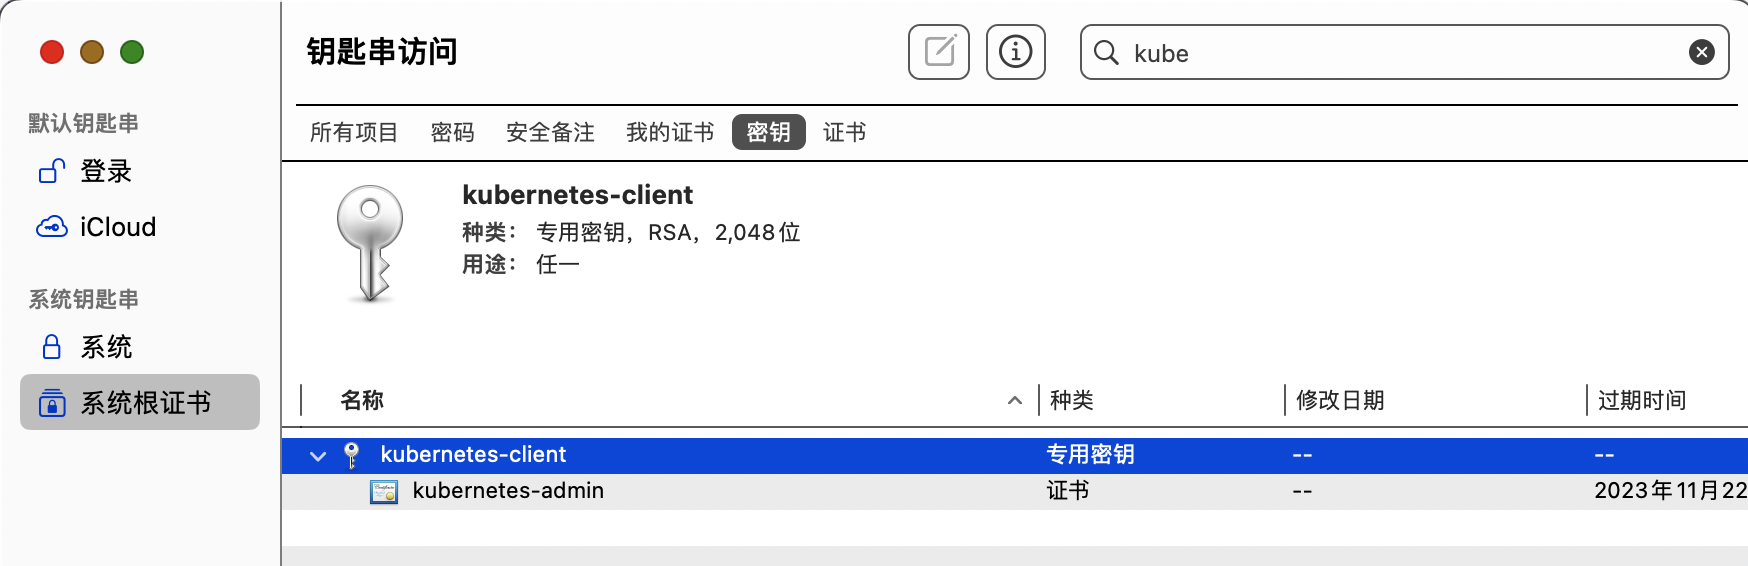 钥匙串访问
kube
默认钥匙串
登录
iCloud
系统钥匙串
系统
系统根证书
所有项目 密码 安全备注 我的证书 密钥 证书
kubernetes-client
种类： 专用密钥，RSA，2,048 位
用途： 任一
名称 种类 修改日期 过期时间
kubernetes-client 专用密钥 -- --
kubernetes-admin 证书 -- 2023年11月22